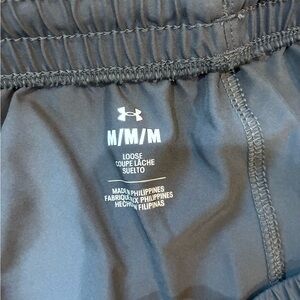 M/M/M
LOOSE
COUPE LÂCHE
SUELTO
MADE IN PHILIPPINES
FABRIQUÉ AUX PHILIPPINES
HECHO EN FILIPINAS